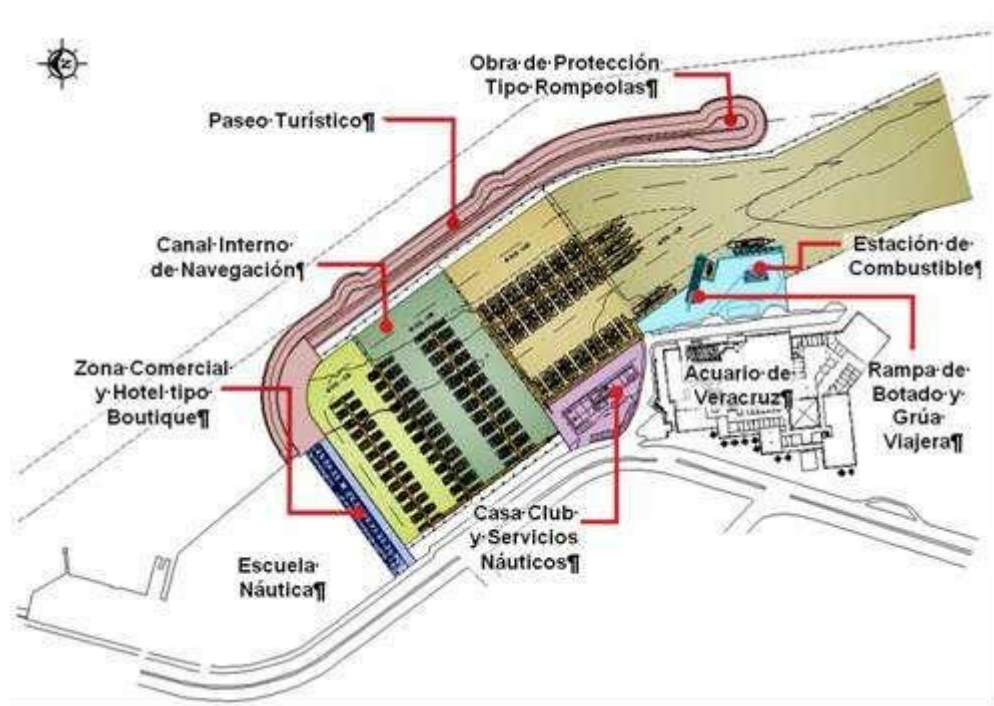 Obra·de·Protección
Tipo·Rompeolas¶
Paseo·Turístico¶
Canal·Interno·
de·Navegación¶
Estación·de·
Combustible¶
Zona·Comercial·
y·Hotel·tipo·
Boutique¶
Acuario·de·
Veracruz¶
Rampa·de·
Botado·y·
Grúa·
Viajera¶
Casa·Club·
y·Servicios
Náuticos¶
Escuela·
Náutica¶
N